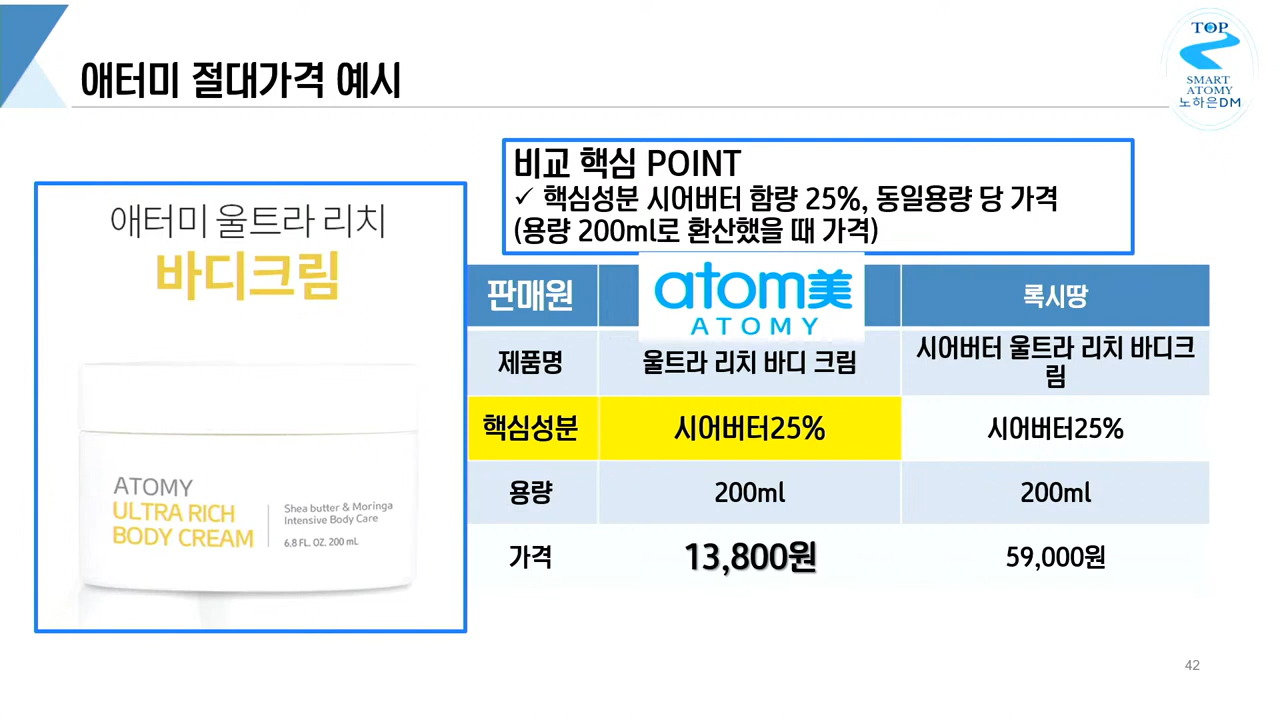 애터미 절대가격 예시
TOP
SMART
ATOMY
노하은DM
비교 핵심 POINT
✓ 핵심성분 시어버터 함량 25%, 동일용량 당 가격
(용량 200ml로 환산했을 때 가격)
애터미 울트라 리치
바디크림
ATOMY
ULTRA RICH
BODY CREAM
Shea butter & Moringa
Intensive Body Care
6.8 FL. OZ. 200 mL
판매원
atom美
ATOMY
록시땅
제품명
울트라 리치 바디 크림
시어버터 울트라 리치 바디크
림
핵심성분
시어버터25%
시어버터25%
용량
200ml
200ml
가격
13,800원
59,000원
42